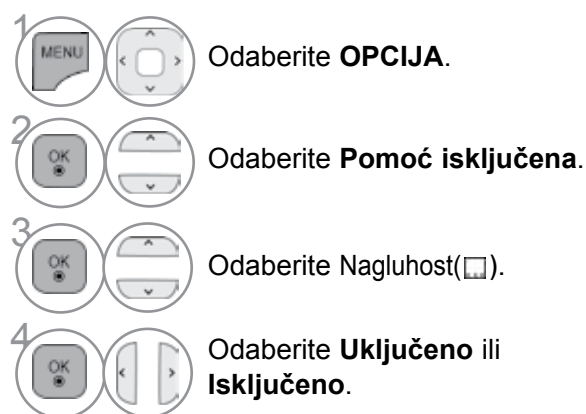 1 MENU Odaberite OPCIJA.
2 OK Odaberite Pomoć isključena.
3 OK Odaberite Nagluhost( ).
4 OK Odaberite Uključeno ili
Isključeno.